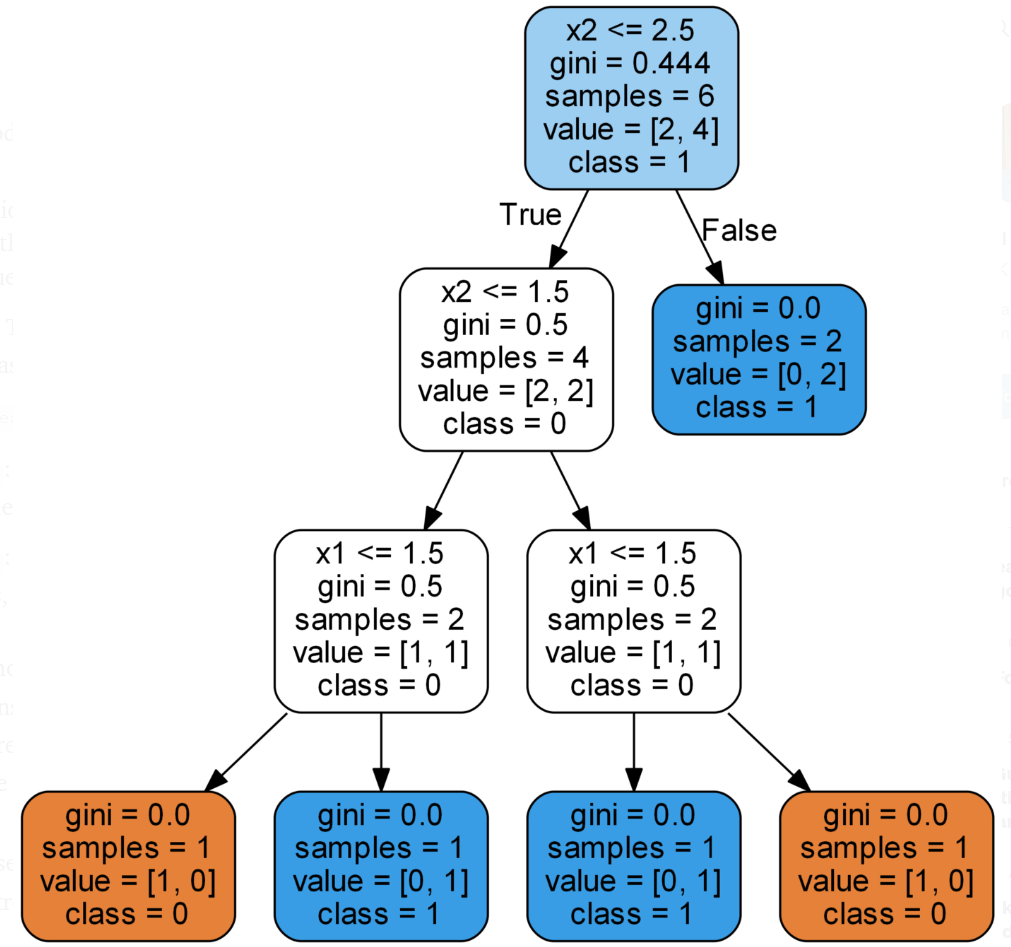 x2 <= 2.5
gini = 0.444
samples = 6
value = [2, 4]
class = 1
True
False
x2 <= 1.5
gini = 0.5
samples = 4
value = [2, 2]
class = 0
gini = 0.0
samples = 2
value = [0, 2]
class = 1
x1 <= 1.5
gini = 0.5
samples = 2
value = [1, 1]
class = 0
x1 <= 1.5
gini = 0.5
samples = 2
value = [1, 1]
class = 0
gini = 0.0
samples = 1
value = [1, 0]
class = 0
gini = 0.0
samples = 1
value = [0, 1]
class = 1
gini = 0.0
samples = 1
value = [0, 1]
class = 1
gini = 0.0
samples = 1
value = [1, 0]
class = 0